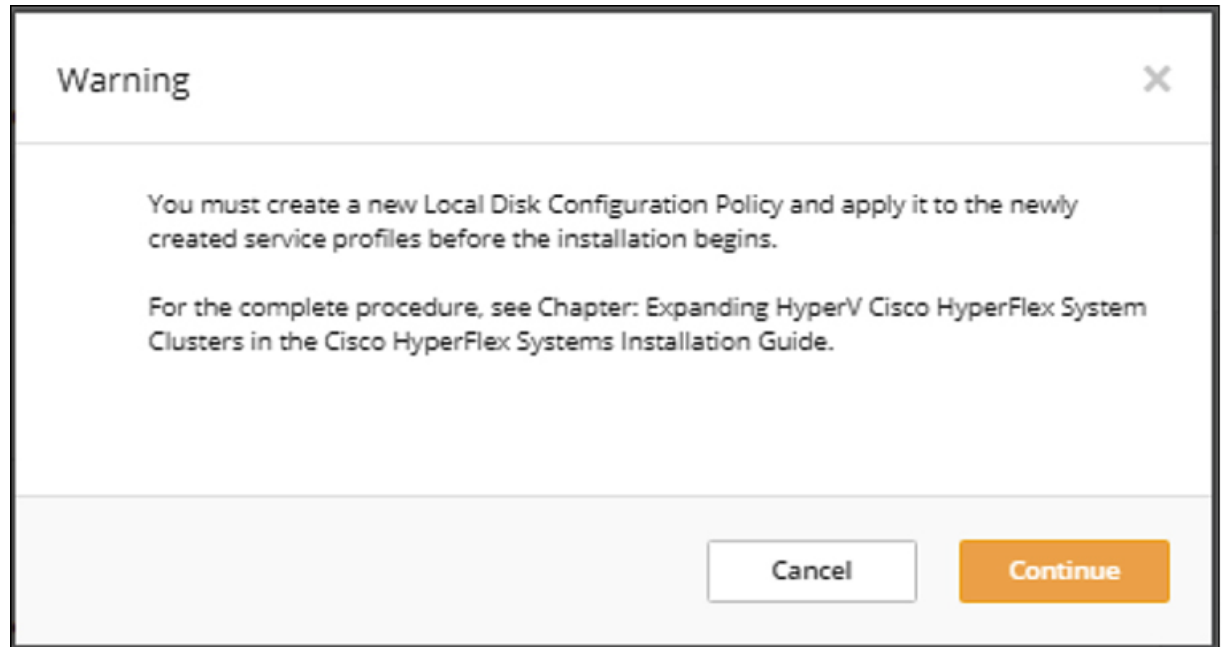 Warning
You must create a new Local Disk Configuration Policy and apply it to the newly
created service profiles before the installation begins.
For the complete procedure, see Chapter: Expanding HyperV Cisco HyperFlex System
Clusters in the Cisco HyperFlex Systems Installation Guide.
Cancel
Continue